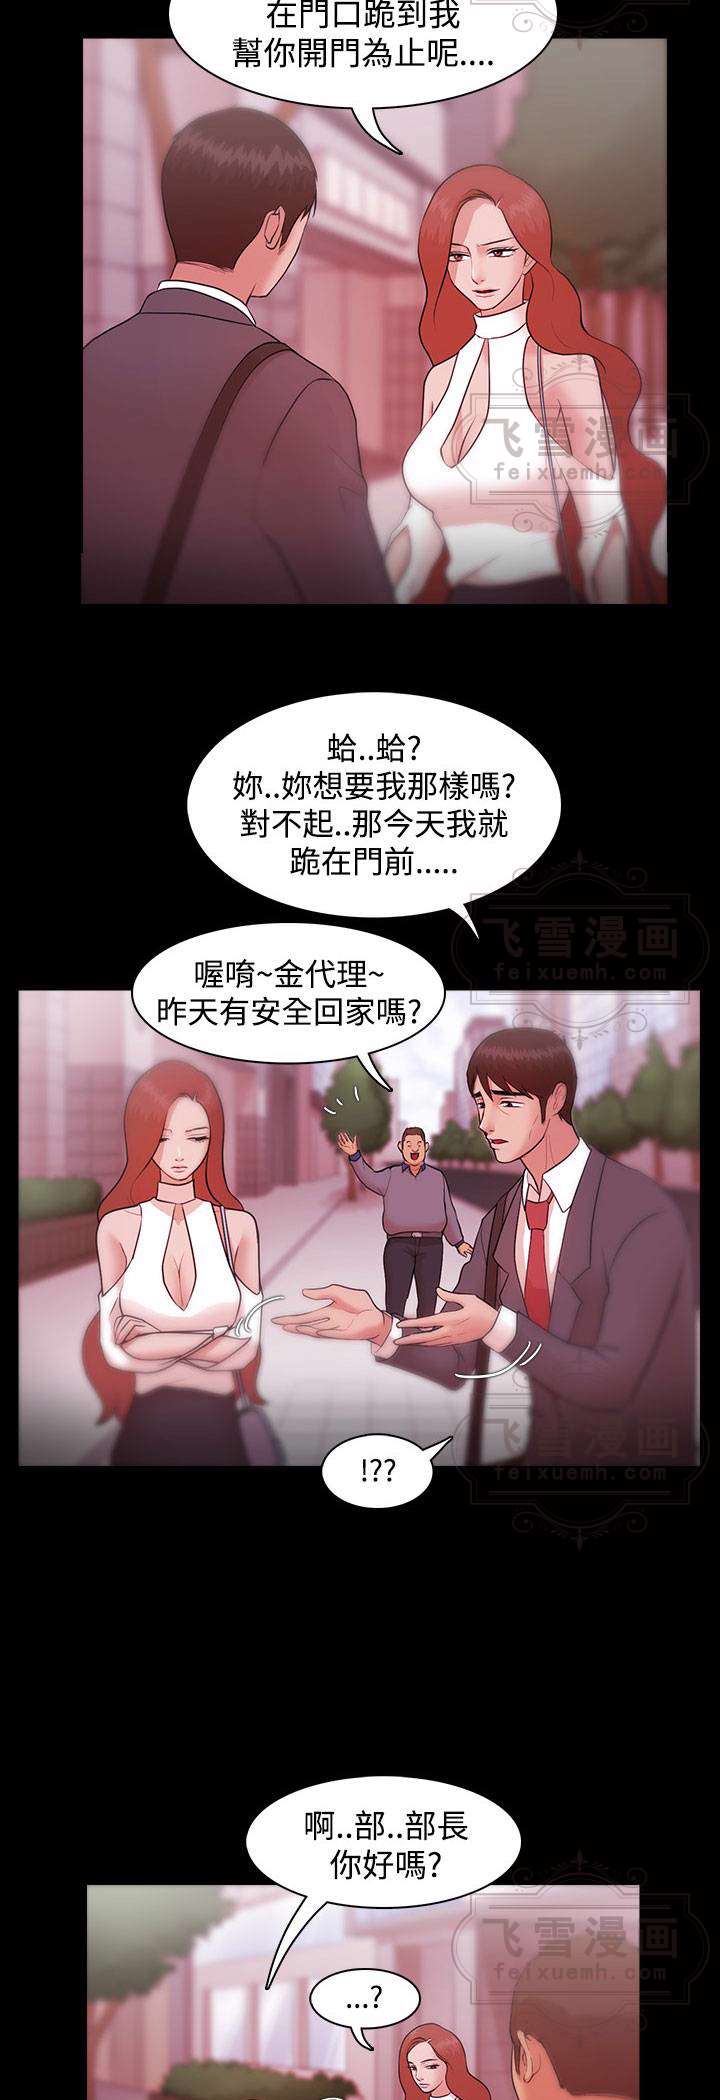 在門口跪到我
幫你開門為止呢....
飞雪漫画
feixuemh.com
蛤..蛤?
妳..妳想要我那樣嗎?
對不起..那今天我就
跪在門前.....
飞雪漫画
feixuemh.com
喔唷~金代理~
昨天有安全回家嗎?
飞雪漫画
feixuemh.com
!??
啊..部..部長
你好嗎?
飞雪漫画
feixuemh.com
...?